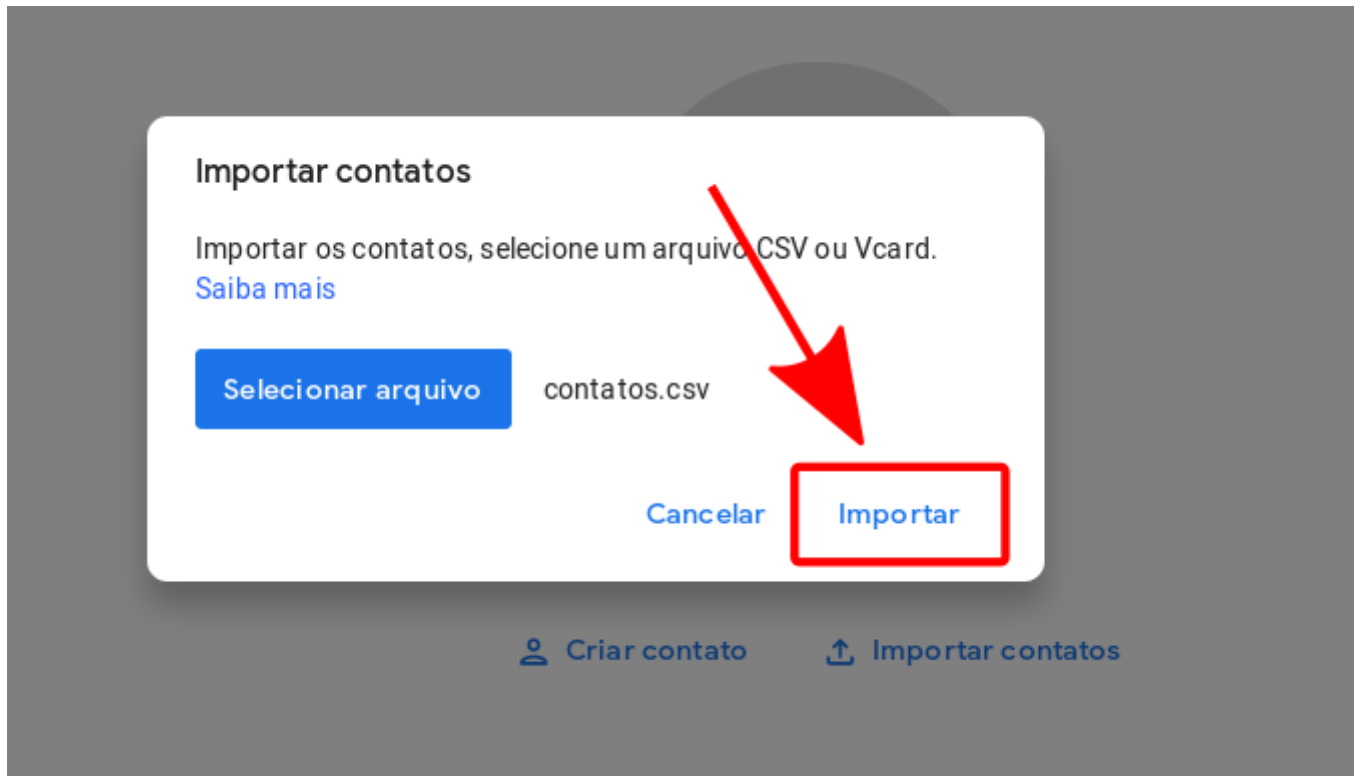 Importar contatos
Importar os contatos, selecione um arquivo CSV ou Vcard.
Saiba mais
Selecionar arquivo contatos.csv
Cancelar Importar
Criar contato Importar contatos